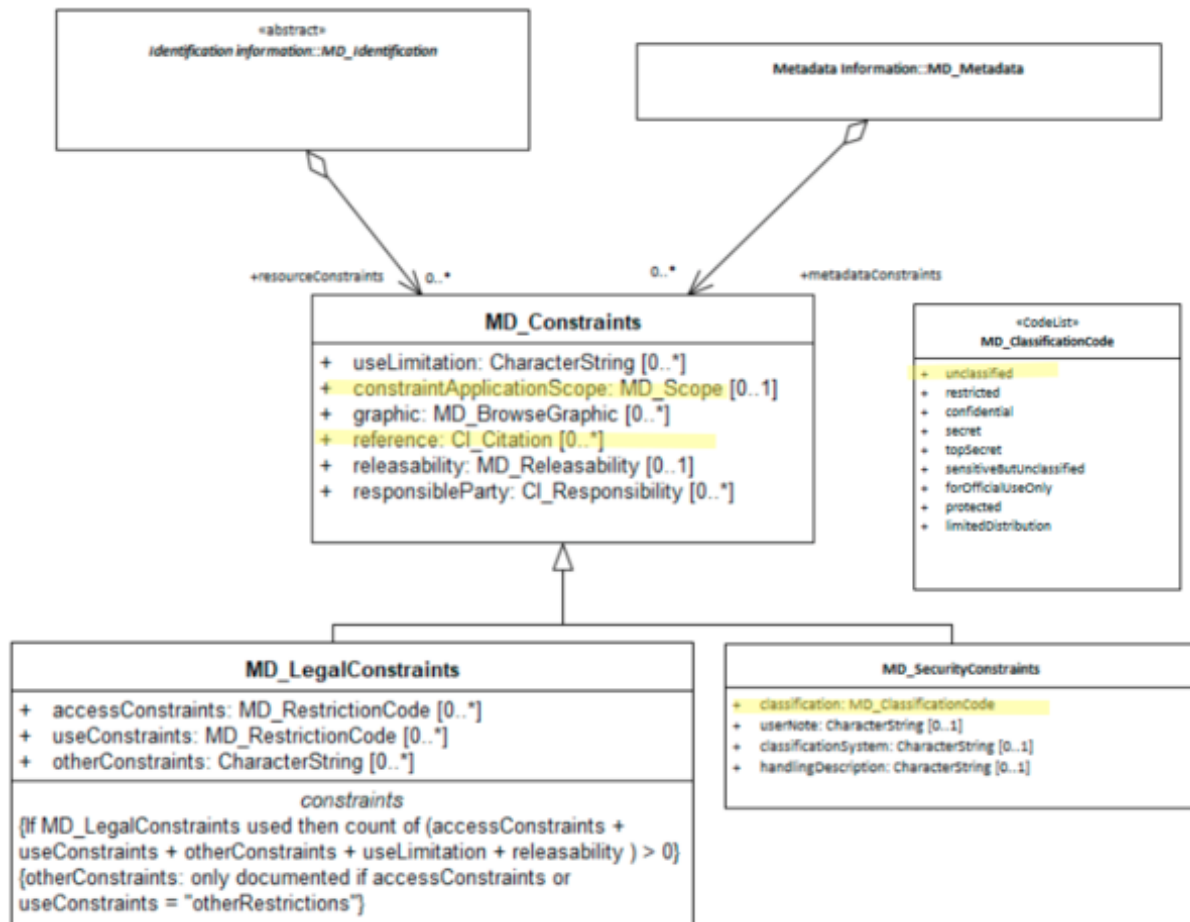 «abstract»
Identification information::MD_Identification
Metadata Information::MD_Metadata
+resourceConstraints
0..*
0..*
+metadataConstraints
MD_Constraints
+ useLimitation: CharacterString [0..*]
+ constraintApplicationScope: MD_Scope [0..1]
+ graphic: MD_BrowseGraphic [0..*]
+ reference: CI_Citation [0..*]
+ releasability: MD_Releasability [0..1]
+ responsibleParty: CI_Responsibility [0..*]
«CodeList»
MD_ClassificationCode
+ unclassified
+ restricted
+ confidential
+ secret
+ topSecret
+ sensitiveButUnclassified
+ forOfficialUseOnly
+ protected
+ limitedDistribution
MD_LegalConstraints
+ accessConstraints: MD_RestrictionCode [0..*]
+ useConstraints: MD_RestrictionCode [0..*]
+ otherConstraints: CharacterString [0..*]
constraints
{If MD_LegalConstraints used then count of (accessConstraints +
useConstraints + otherConstraints + useLimitation + releasability ) > 0}
{otherConstraints: only documented if accessConstraints or
useConstraints = "otherRestrictions"}
MD_SecurityConstraints
+ classification: MD_ClassificationCode
+ userNote: CharacterString [0..1]
+ classificationSystem: CharacterString [0..1]
+ handlingDescription: CharacterString [0..1]